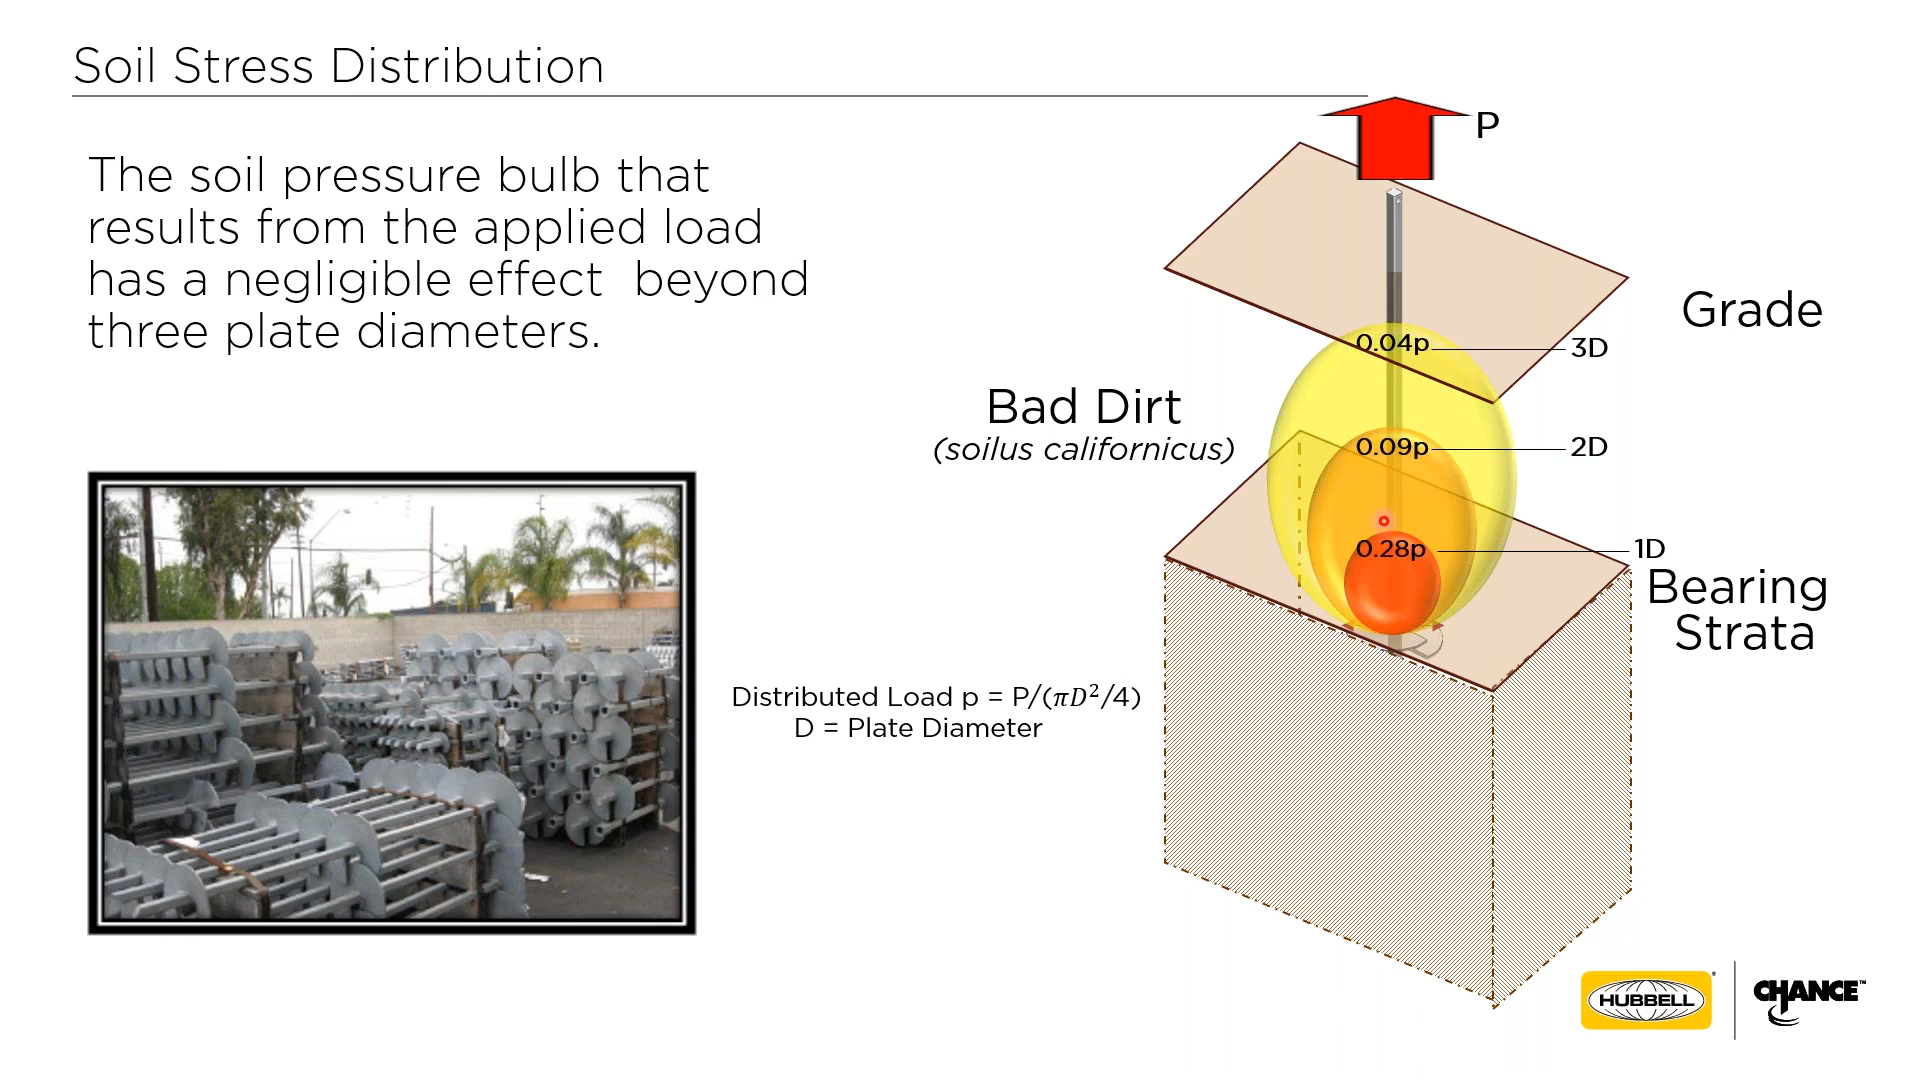 Soil Stress Distribution
The soil pressure bulb that
results from the applied load
has a negligible effect  beyond
three plate diameters.
P
Grade
0.04p
3D
Bad Dirt
(soilus californicus)
0.09p
2D
0.28p
1D
Bearing
Strata
Distributed Load p = P/(πD²/4)
D = Plate Diameter
HUBBELL®
CHANCE™